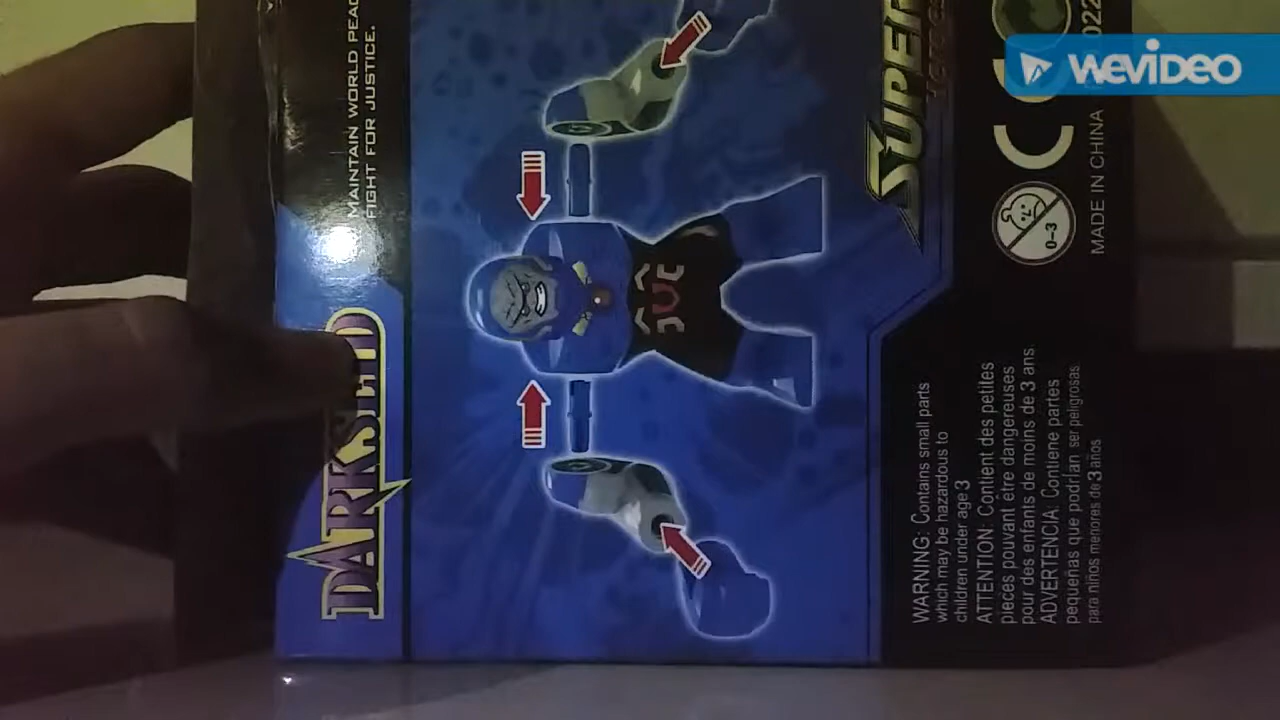 DARKSEID
MAINTAIN WORLD PEAC
FIGHT FOR JUSTICE.
SUPER
WARNING: Contains small parts
which may be hazardous to
children under age 3
ATTENTION: Contient des petites
pièces pouvant être dangereuses
pour des enfants de moins de 3 ans.
ADVERTENCIA: Contiene partes
pequeñas que podrían ser peligrosas
para niños menores de 3 años
0-3
CE
MADE IN CHINA
022
WEVIDEO